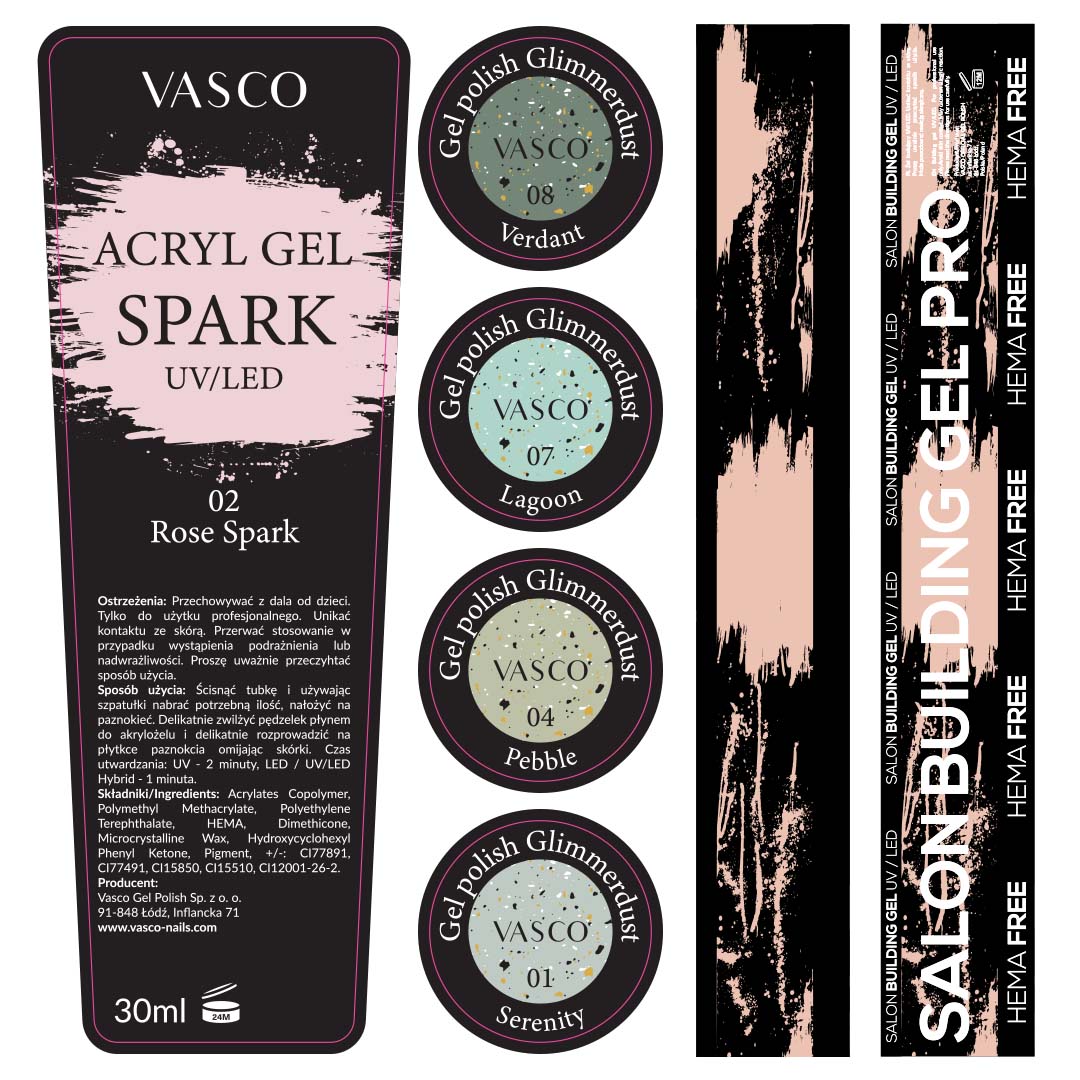 VASCO
ACRYL GEL
SPARK
UV/LED
02
Rose Spark
Ostrzeżenia: Przechowywać z dala od dzieci.
Tylko do użytku profesjonalnego. Unikać
kontaktu ze skórą. Przerwać stosowanie w
przypadku wystąpienia podrażnienia lub
nadwrażliwości. Proszę uważnie przeczyhtać
sposób użycia.
Sposób użycia: Ścisnąć tubkę i używając
szpatułki nabrać potrzebną ilość, nałożyć na
paznokieć. Delikatnie zwilżyć pędzelek płynem
do akrylożelu i delikatnie rozprowadzić na
płytkce paznokcia omijając skórki. Czas
utwardzania: UV - 2 minuty, LED / UV/LED
Hybrid - 1 minuta.
Składniki/Ingredients: Acrylates Copolymer,
Polymethyl Methacrylate, Polyethylene
Terephthalate, HEMA, Dimethicone,
Microcrystalline Wax, Hydroxycyclohexyl
Phenyl Ketone, Pigment, +/-: CI77891,
CI77491, CI15850, CI15510, CI12001-26-2.
Producent:
Vasco Gel Polish Sp. z o. o.
91-848 Łódź, Inflancka 71
www.vasco-nails.com
30ml
24M
Gel polish Glimmerdust
VASCO
08
Verdant
Gel polish Glimmerdust
VASCO
07
Lagoon
Gel polish Glimmerdust
VASCO
04
Pebble
Gel polish Glimmerdust
VASCO
01
Serenity
SALON BUILDING GEL UV / LED
SALON BUILDING GEL UV / LED
SALON BUILDING GEL UV / LED
SALON BUILDING GEL UV / LED
SALON BUILDING GEL PRO
12M
HEMA FREE
HEMA FREE
HEMA FREE
HEMA FREE
HEMA FREE